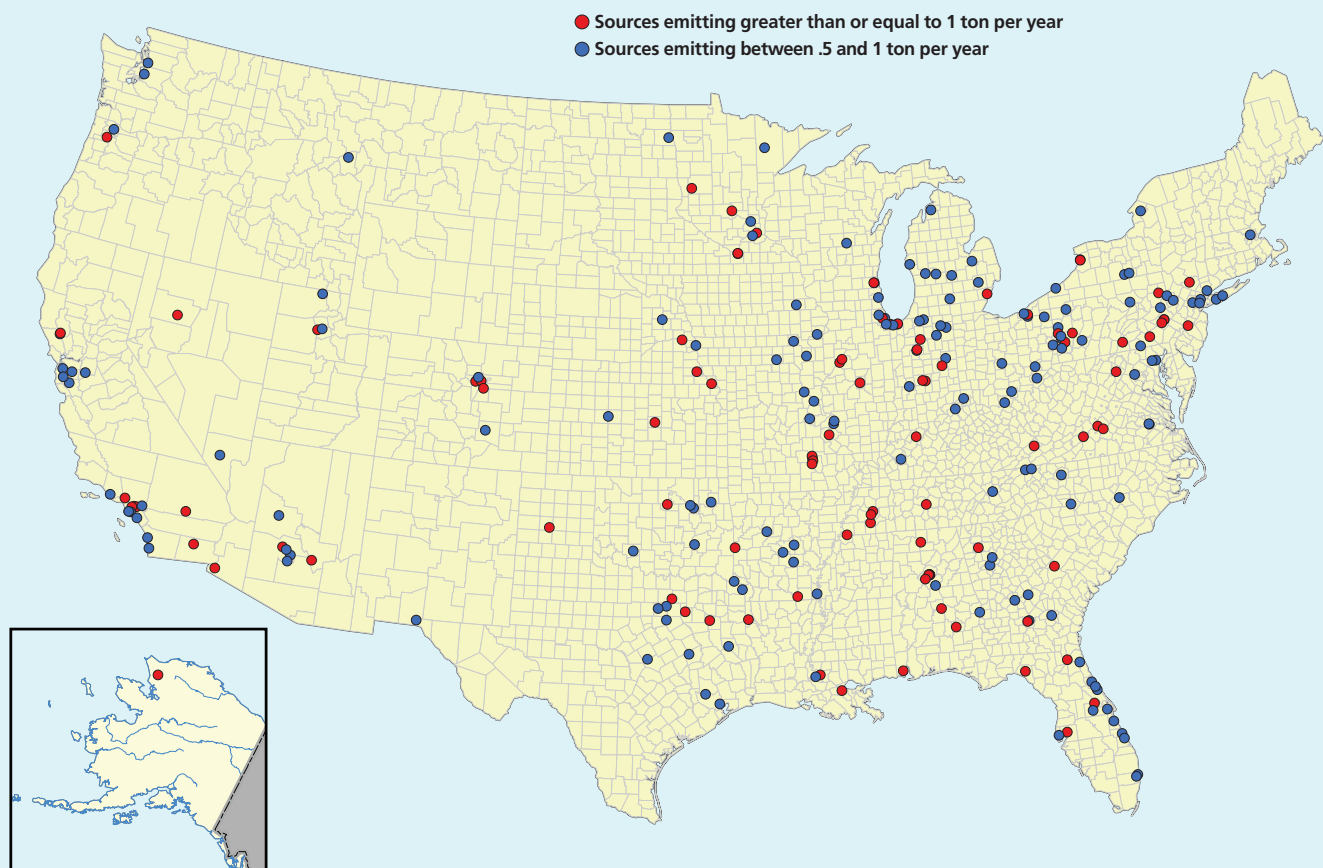 Sources emitting greater than or equal to 1 ton per year
Sources emitting between .5 and 1 ton per year